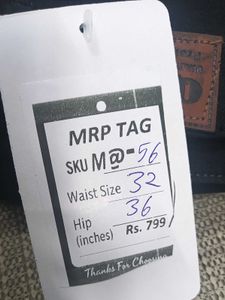 MRP TAG
SKU M@-56
Waist Size 32
Hip 36
(inches) Rs. 799/
Thanks For Choosing